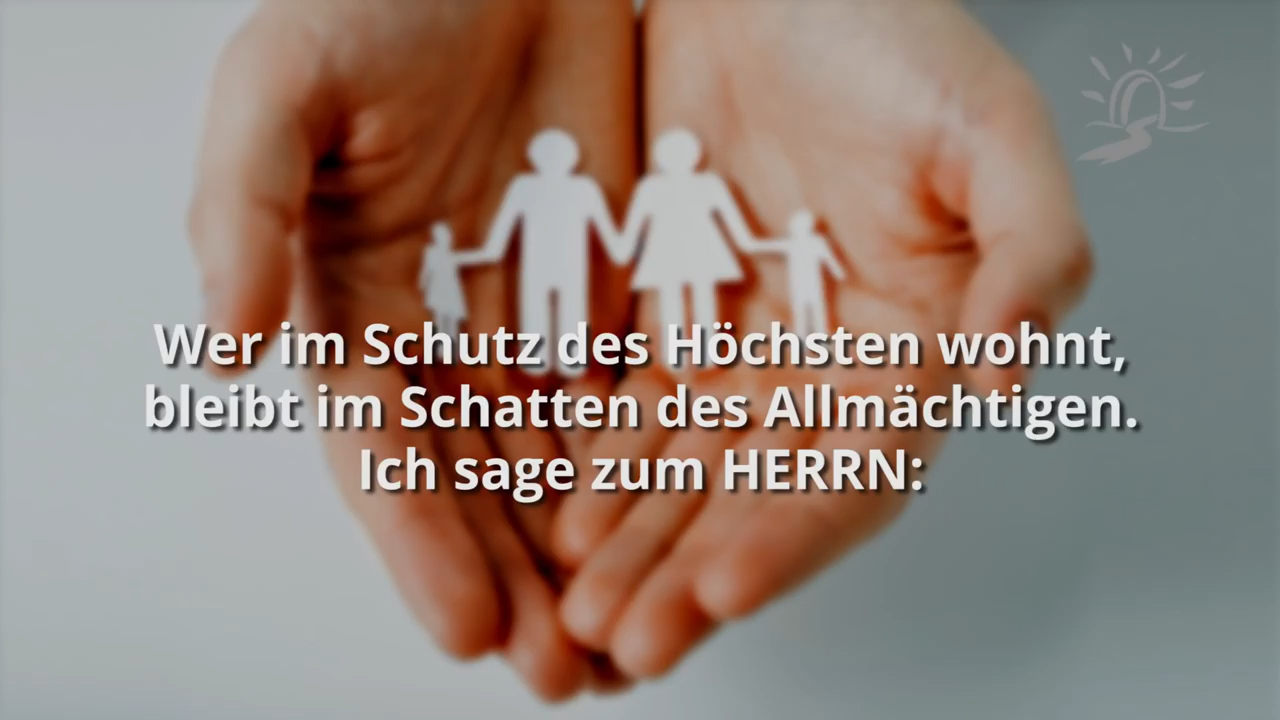 Wer im Schutz des Höchsten wohnt,
bleibt im Schatten des Allmächtigen.
Ich sage zum HERRN: